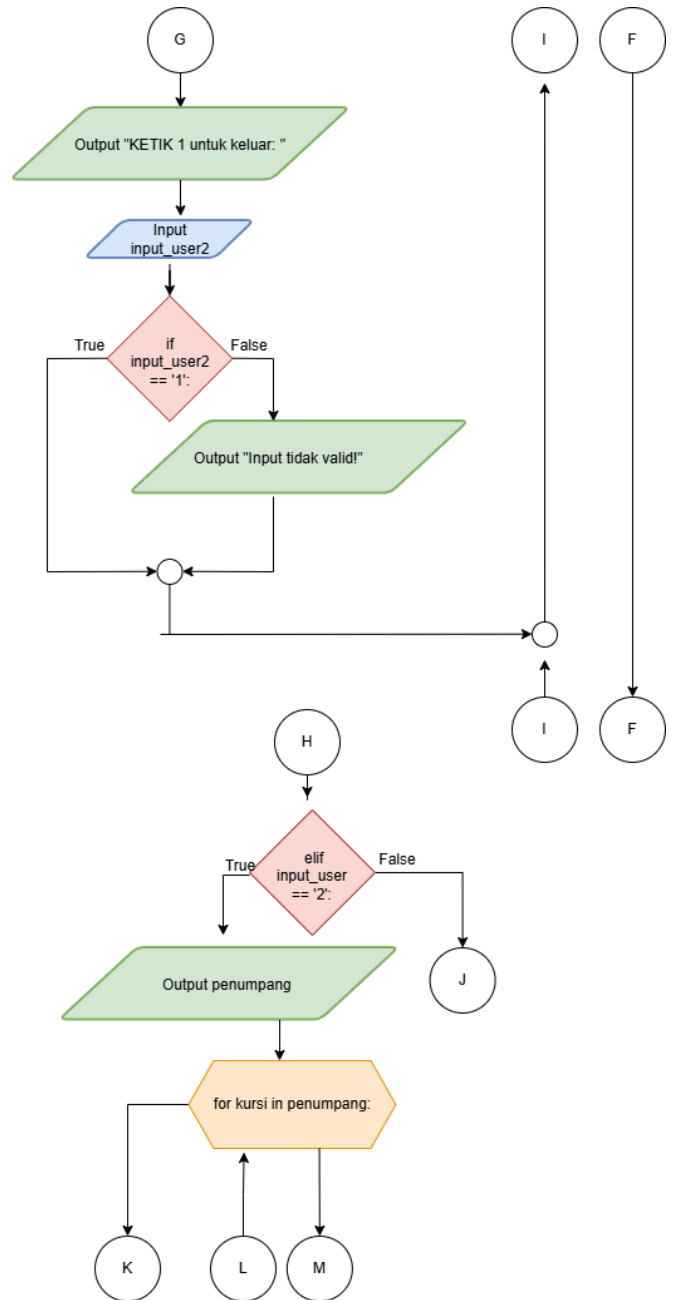 G
I
F
Output "KETIK 1 untuk keluar: "
Input
input_user2
True
if
input_user2
== '1':
False
Output "Input tidak valid!"
I
F
H
True
elif
input_user
== '2':
False
Output penumpang
J
for kursi in penumpang:
K
L
M